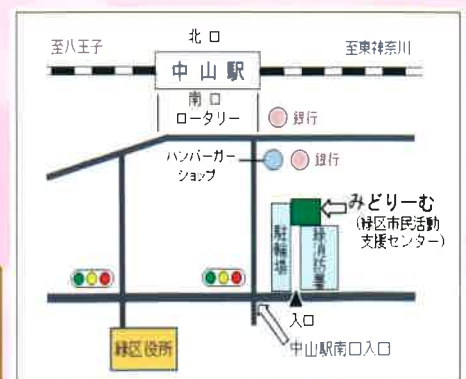 北口
至八王子
至東神奈川
中山駅
南口
ロータリー
銀行
ハンバーガー
ショップ
銀行
みどりーむ
(緑区市民活動
支援センター)
駐輪場
緑消防署
入口
緑区役所
中山駅南口入口